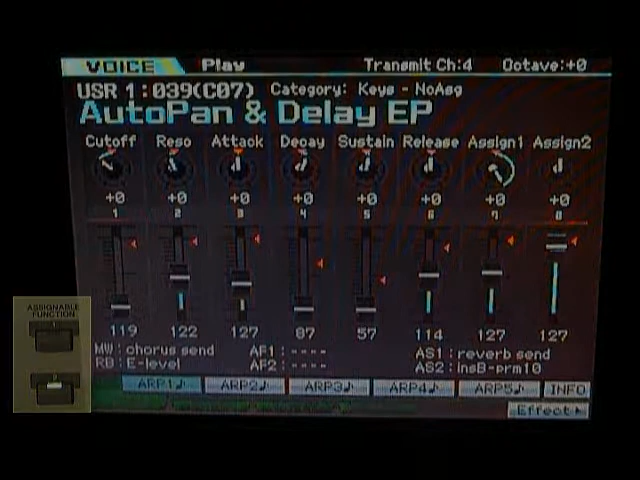 VOICE Play Transmit Ch:4 Octave:+0
USR 1:039(C07) Category: Keys - NoAsg
AutoPan & Delay EP
Cutoff Reso Attack Decay Sustain Release Assign1 Assign2
+0 +0 +0 +0 +0 +0 +0 +0
1 2 3 4 5 6 7 8
119 122 127 87 57 114 127 127
MW: chorus send AF1:---- AS1: reverb send
RB: E-level AF2:---- AS2: insB-prm10
ARP1♪ ARP2♪ ARP3♪ ARP4♪ ARP5♪ INFO
Effect▶
ASSIGNABLE
FUNCTION